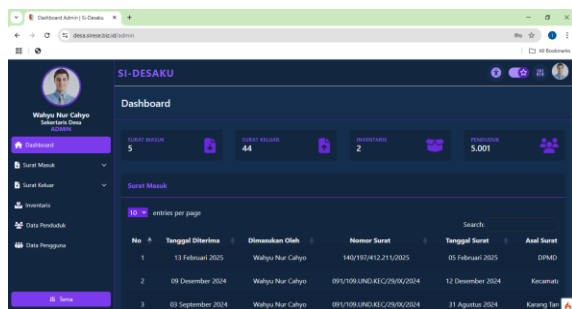 Dashboard Admin | Si-Desaku
desa.sirese.biz.id/admin
All Bookmarks
SI-DESAKU
Wahyu Nur Cahyo
Sekertaris Desa
ADMIN
Dashboard
Surat Masuk
Surat Keluar
Inventaris
Data Penduduk
Data Pengguna
Tema
Dashboard
SURAT MASUK
5
SURAT KELUAR
44
INVENTARIS
2
PENDUDUK
5.001
Surat Masuk
10 entries per page
Search:
No Tanggal Diterima Dimasukan Oleh Nomor Surat Tanggal Surat Asal Surat
1 13 Februari 2025 Wahyu Nur Cahyo 140/197/412.211/2025 05 Februari 2025 DPMD
2 09 Desember 2024 Wahyu Nur Cahyo 091/109.UND.KEC/29/IX/2024 12 Desember 2024 Kecamata
3 03 September 2024 Wahyu Nur Cahyo 091/109.UND.KEC/29/IX/2024 31 Agustus 2024 Karang Tan